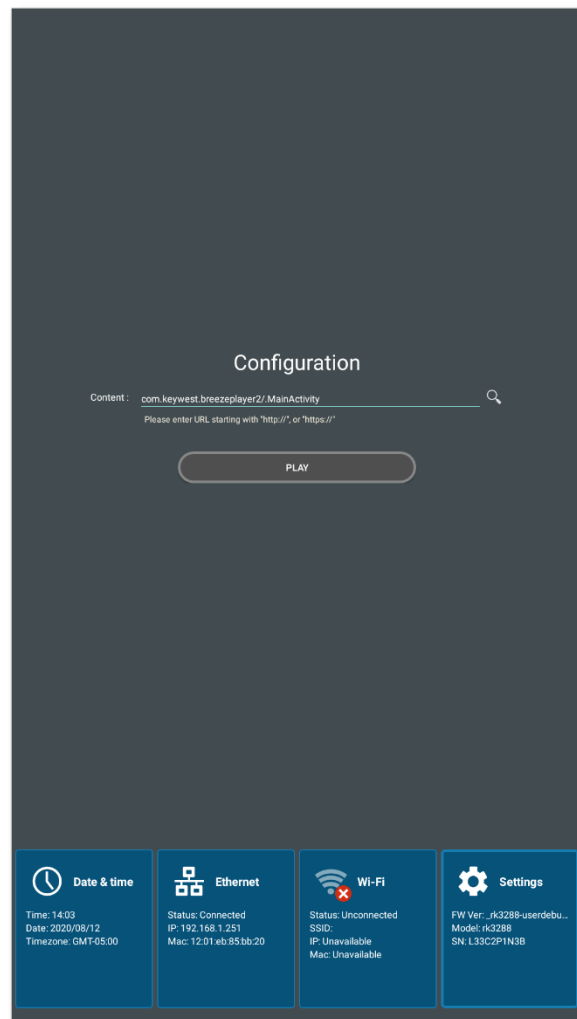 Configuration
Content :
com.keywest.breezeplayer2/.MainActivity
Please enter URL starting with "http://", or "https://"
PLAY
Date & time
Time: 14:03
Date: 2020/08/12
Timezone: GMT-05:00
Ethernet
Status: Connected
IP: 192.168.1.251
Mac: 12:01:eb:85:bb:20
Wi-Fi
Status: Unconnected
SSID:
IP: Unavailable
Mac: Unavailable
Settings
FW Ver: _rk3288-userdebu...
Model: rk3288
SN: L33C2P1N3B